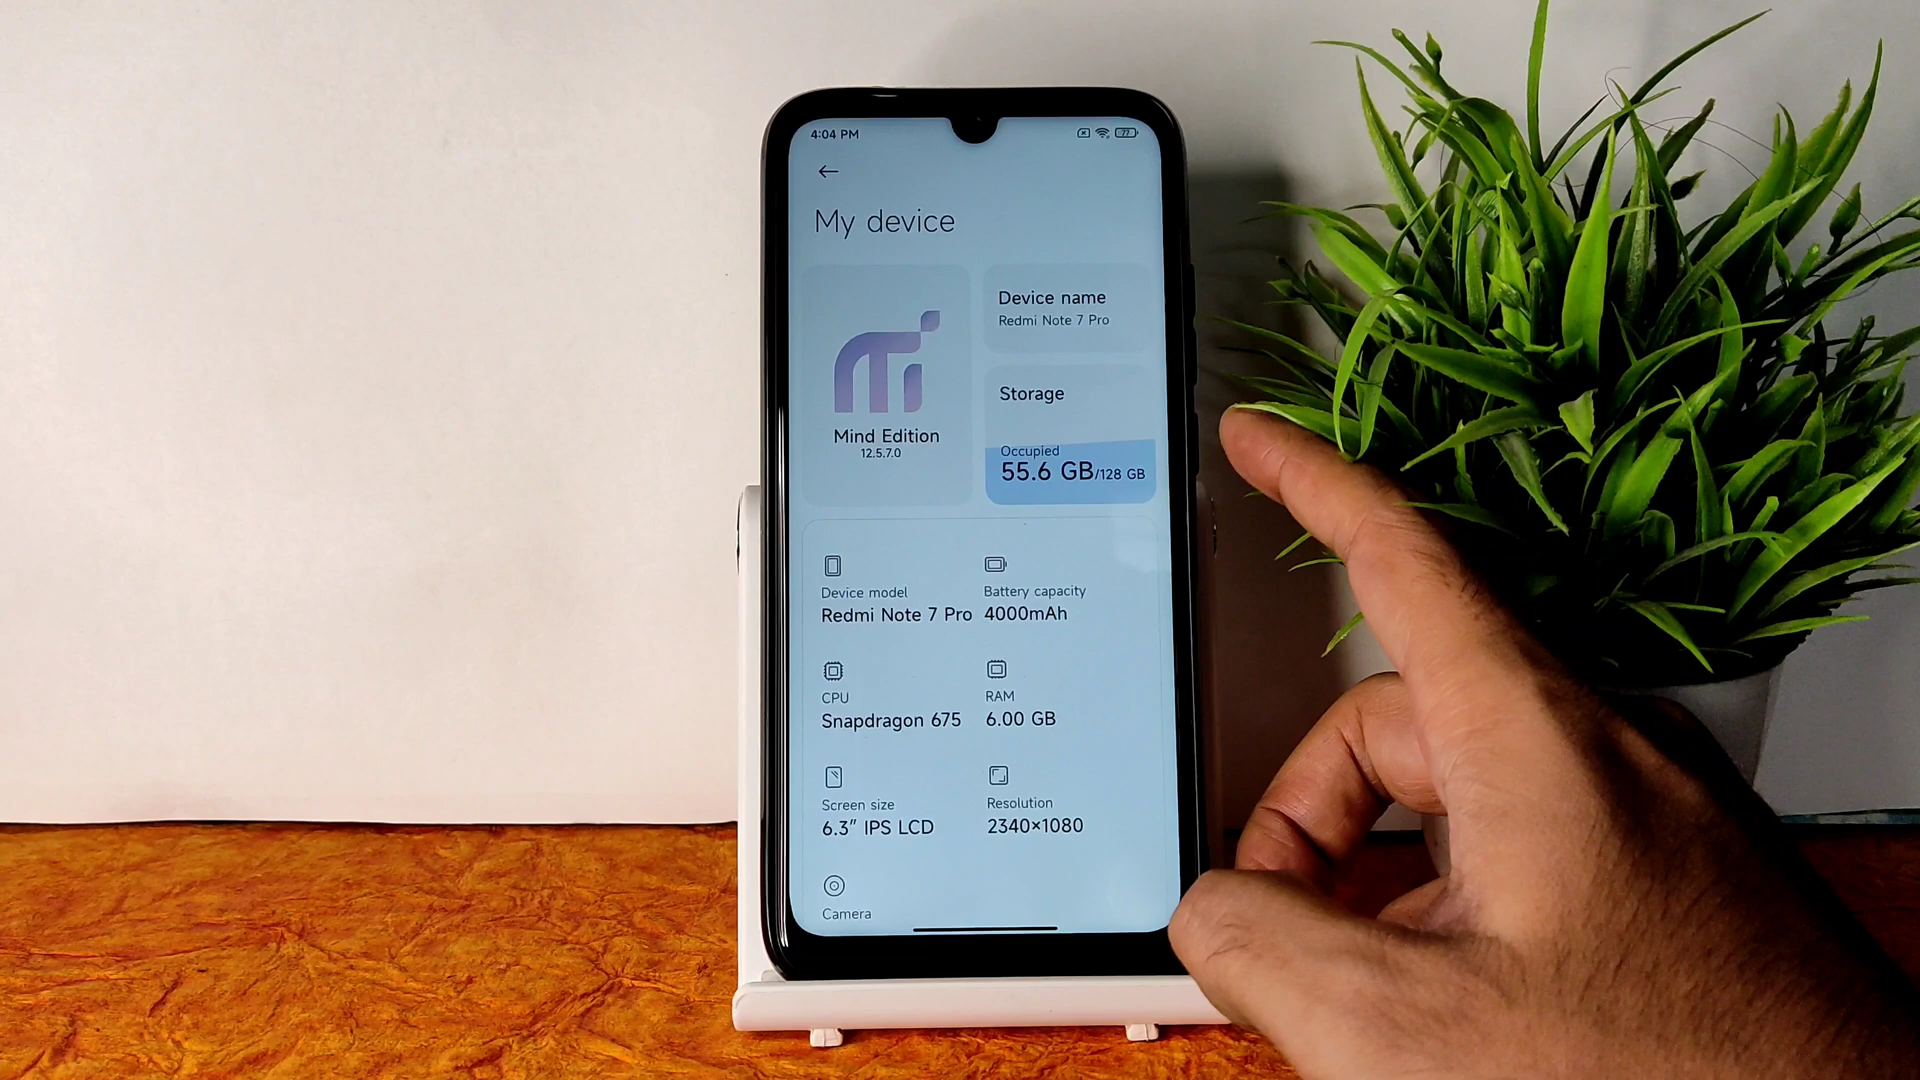 4:04 PM
77
My device
Device name
Redmi Note 7 Pro
Mind Edition
12.5.7.0
Storage
Occupied
55.6 GB/128 GB
Device model
Redmi Note 7 Pro
Battery capacity
4000mAh
CPU
Snapdragon 675
RAM
6.00 GB
Screen size
6.3" IPS LCD
Resolution
2340×1080
Camera